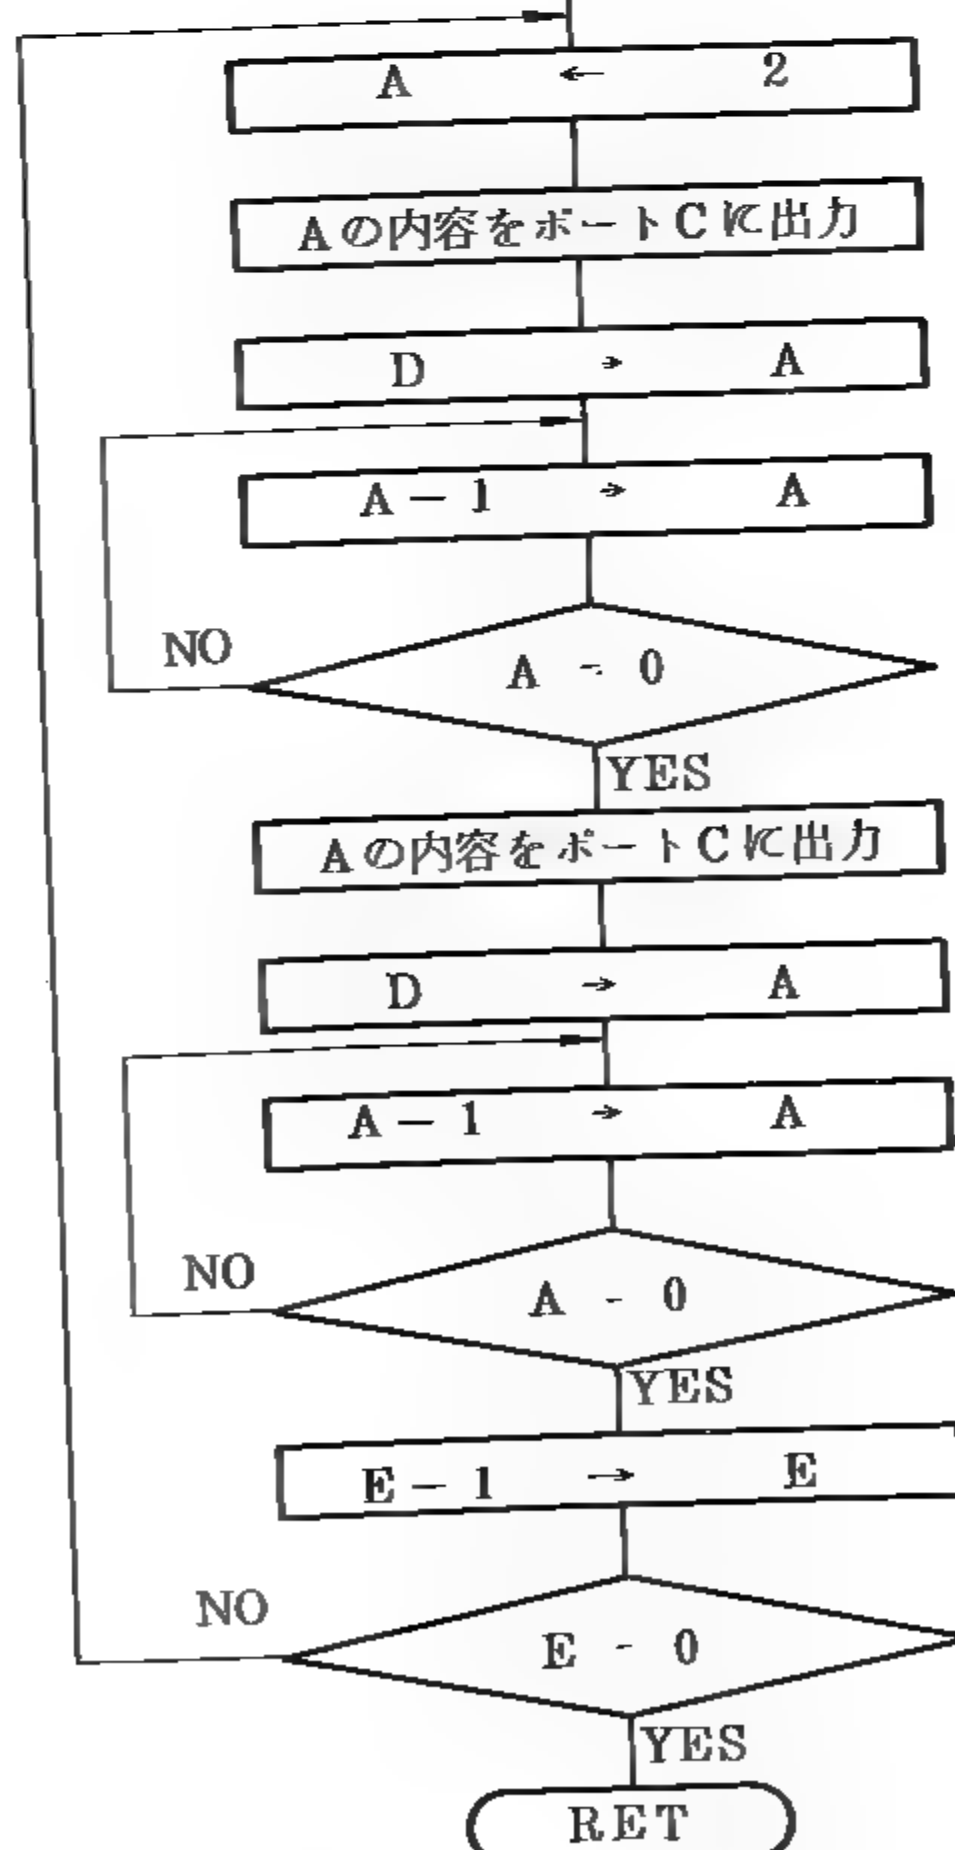 A ← 2
Aの内容をポートCに出力
D → A
A－1 → A
NO
A - 0
YES
Aの内容をポートCに出力
D → A
A－1 → A
NO
A - 0
YES
E－1 → E
NO
E - 0
YES
RET